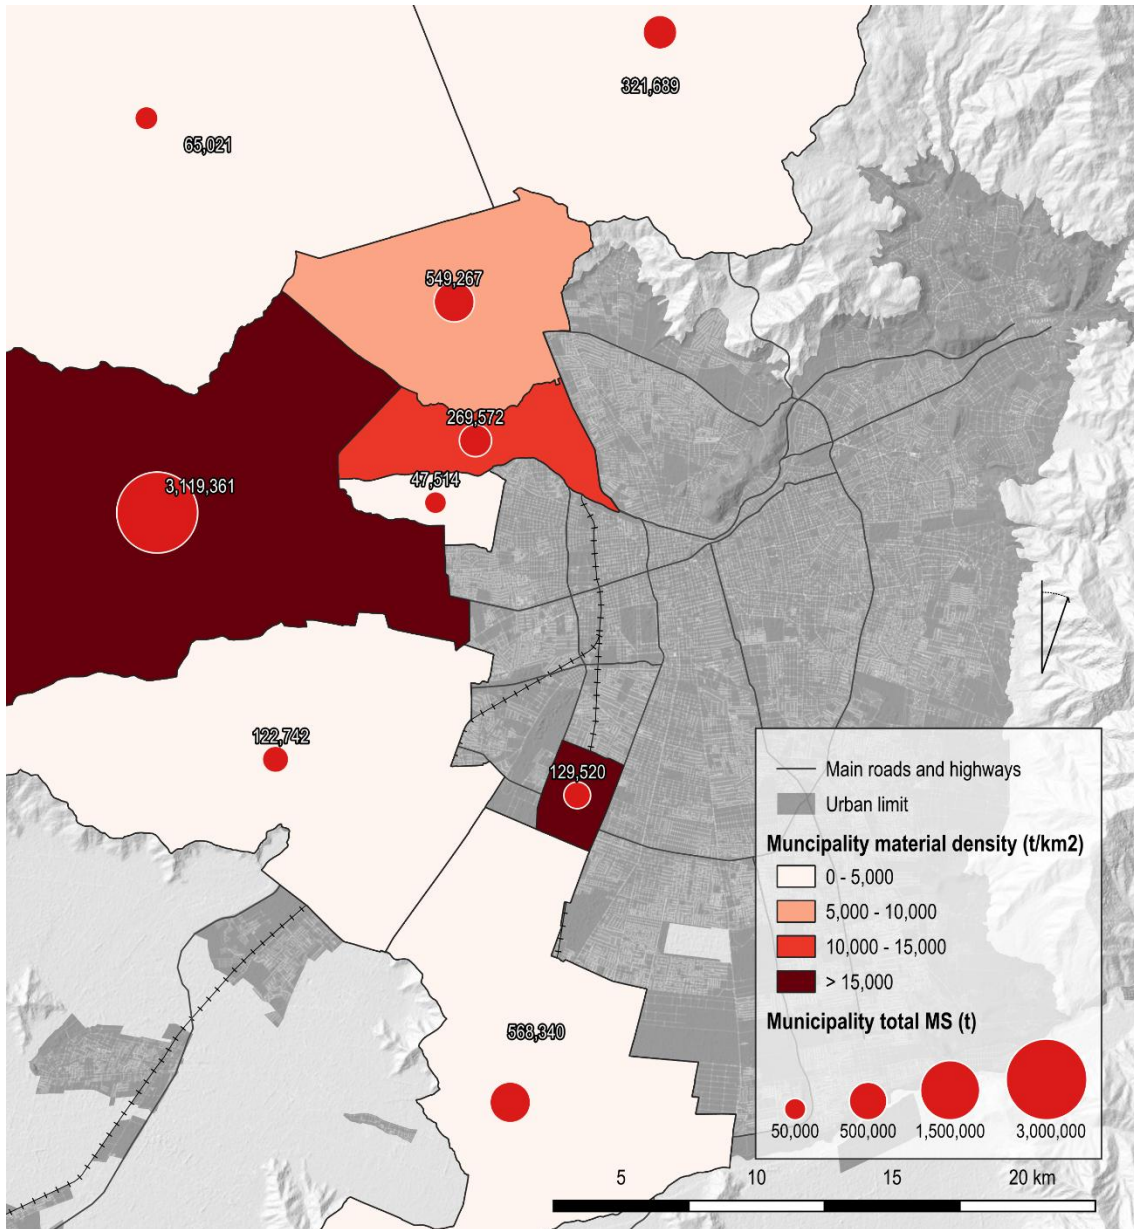 321,689
65,021
549,267
269,572
47,514
3,119,361
122,742
129,520
568,340
Main roads and highways
Urban limit
Muncipality material density (t/km2)
0 - 5,000
5,000 - 10,000
10,000 - 15,000
> 15,000
Municipality total MS (t)
50,000 500,000 1,500,000 3,000,000
5 10 15 20 km